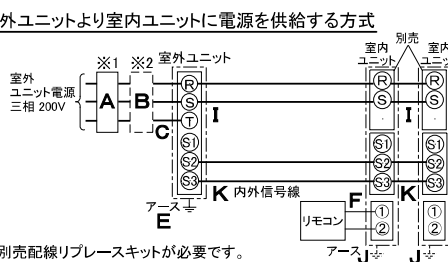 外ユニットより室内ユニットに電源を供給する方式
別売
※1 ※2 室外ユニット 室内 室内
ユニット ユニ
室外
ユニット電源
三相 200V
A B C
R S T S1 S2 S3
I
R S S1 S2 S3
I
R S S1 S2 S3
K 内外信号線 K
アース
E
F
リモコン
① ②
① ②
アース J J
別売配線リプレースキットが必要です。